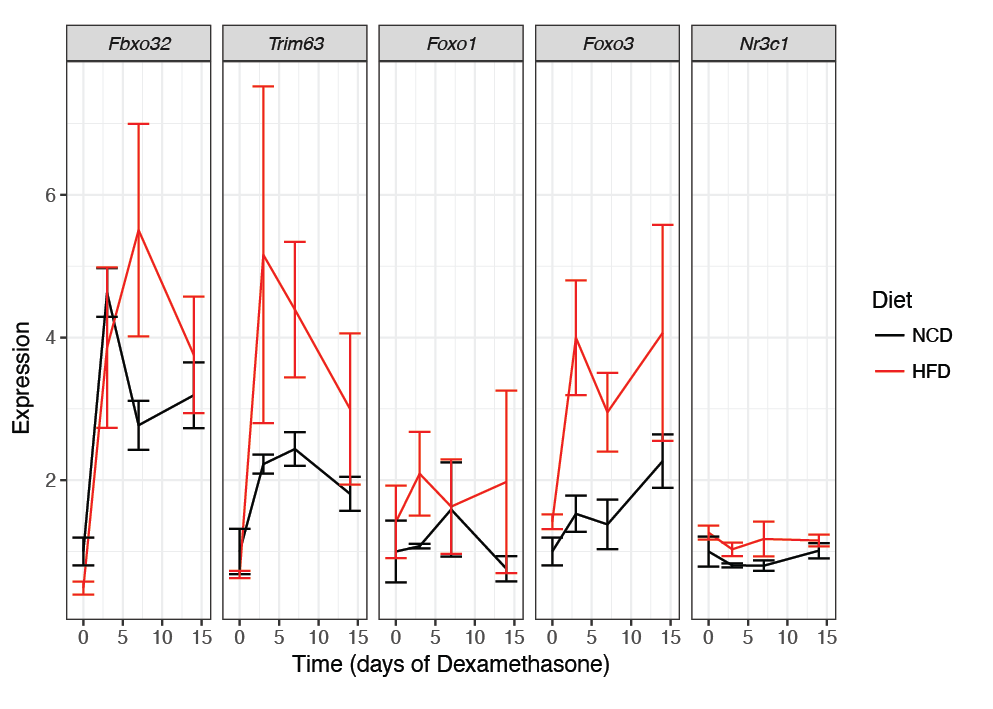 Fbxo32 Trim63 Foxo1 Foxo3 Nr3c1
6
4
2
Expression
0 5 10 15 0 5 10 15 0 5 10 15 0 5 10 15 0 5 10 15
Time (days of Dexamethasone)
Diet
NCD
HFD